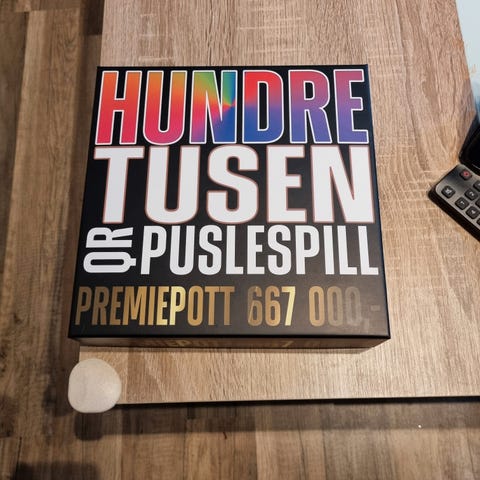 HUNDRE
TUSEN
QR PUSLESPILL
PREMIEPOTT 667 000,-